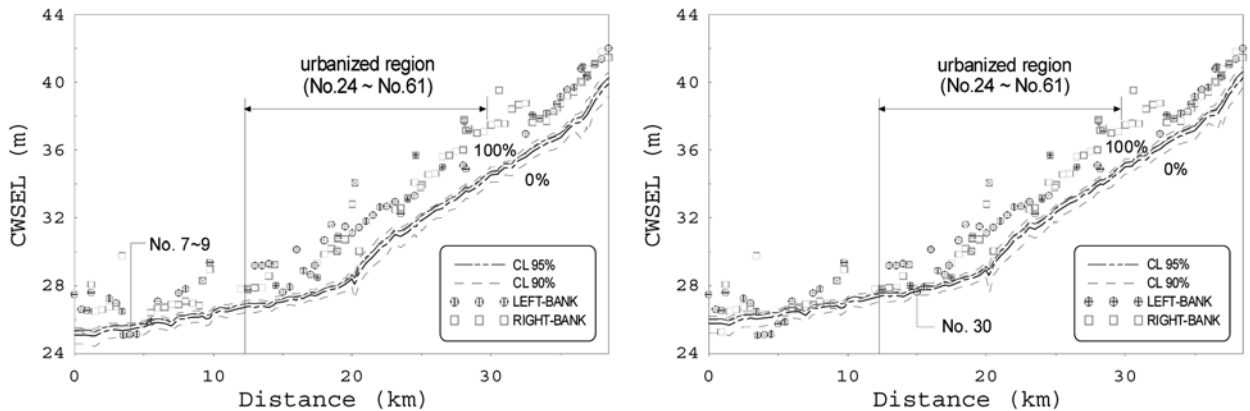 44
40
36
32
28
24
CWSEL (m)
urbanized region
(No.24 ~ No.61)
100%
0%
No. 7~9
CL 95%
CL 90%
LEFT-BANK
RIGHT-BANK
0
10
20
30
Distance (km)
44
40
36
32
28
24
CWSEL (m)
urbanized region
(No.24 ~ No.61)
100%
0%
No. 30
CL 95%
CL 90%
LEFT-BANK
RIGHT-BANK
0
10
20
30
Distance (km)